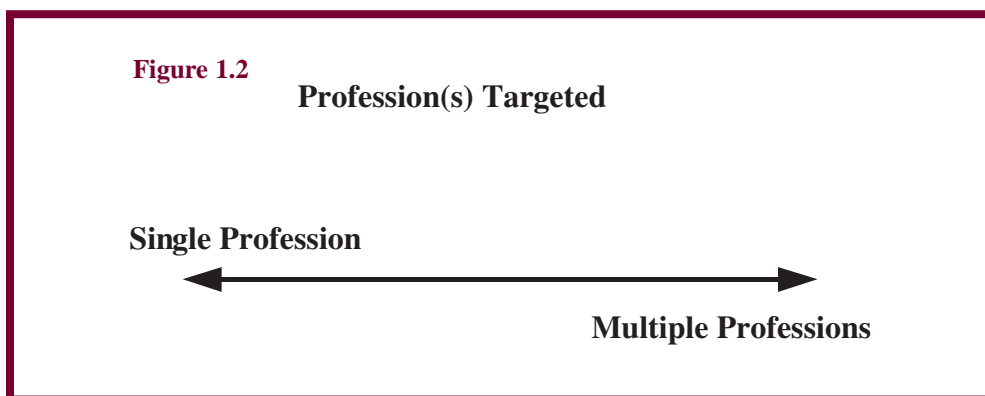 Figure 1.2
Profession(s) Targeted
Single Profession
Multiple Professions